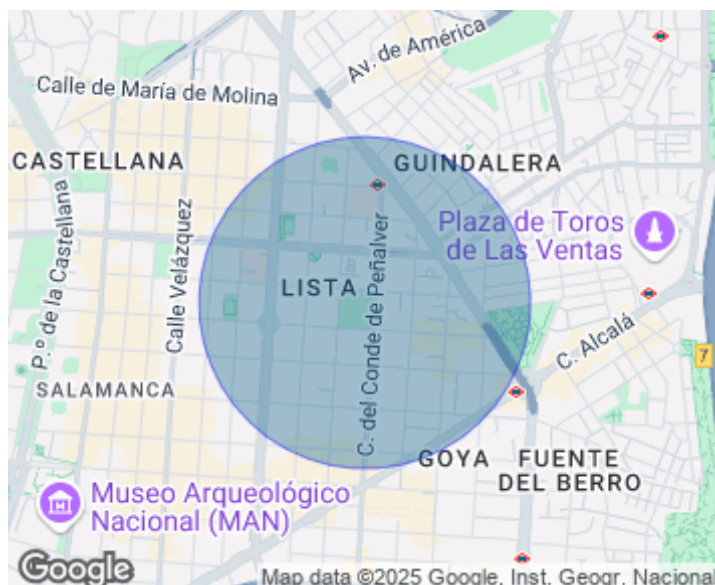 Av. de América
Calle de María de Molina
CASTELLANA
GUINDALERA
P.º de la Castellana
Calle Velázquez
C. del Conde de Peñalver
Plaza de Toros
de Las Ventas
LISTA
C. Alcalá
7
SALAMANCA
GOYA
FUENTE
DEL BERRO
Museo Arqueológico
Nacional (MAN)
Google
Map data ©2025 Google, Inst. Geogr. Nacional